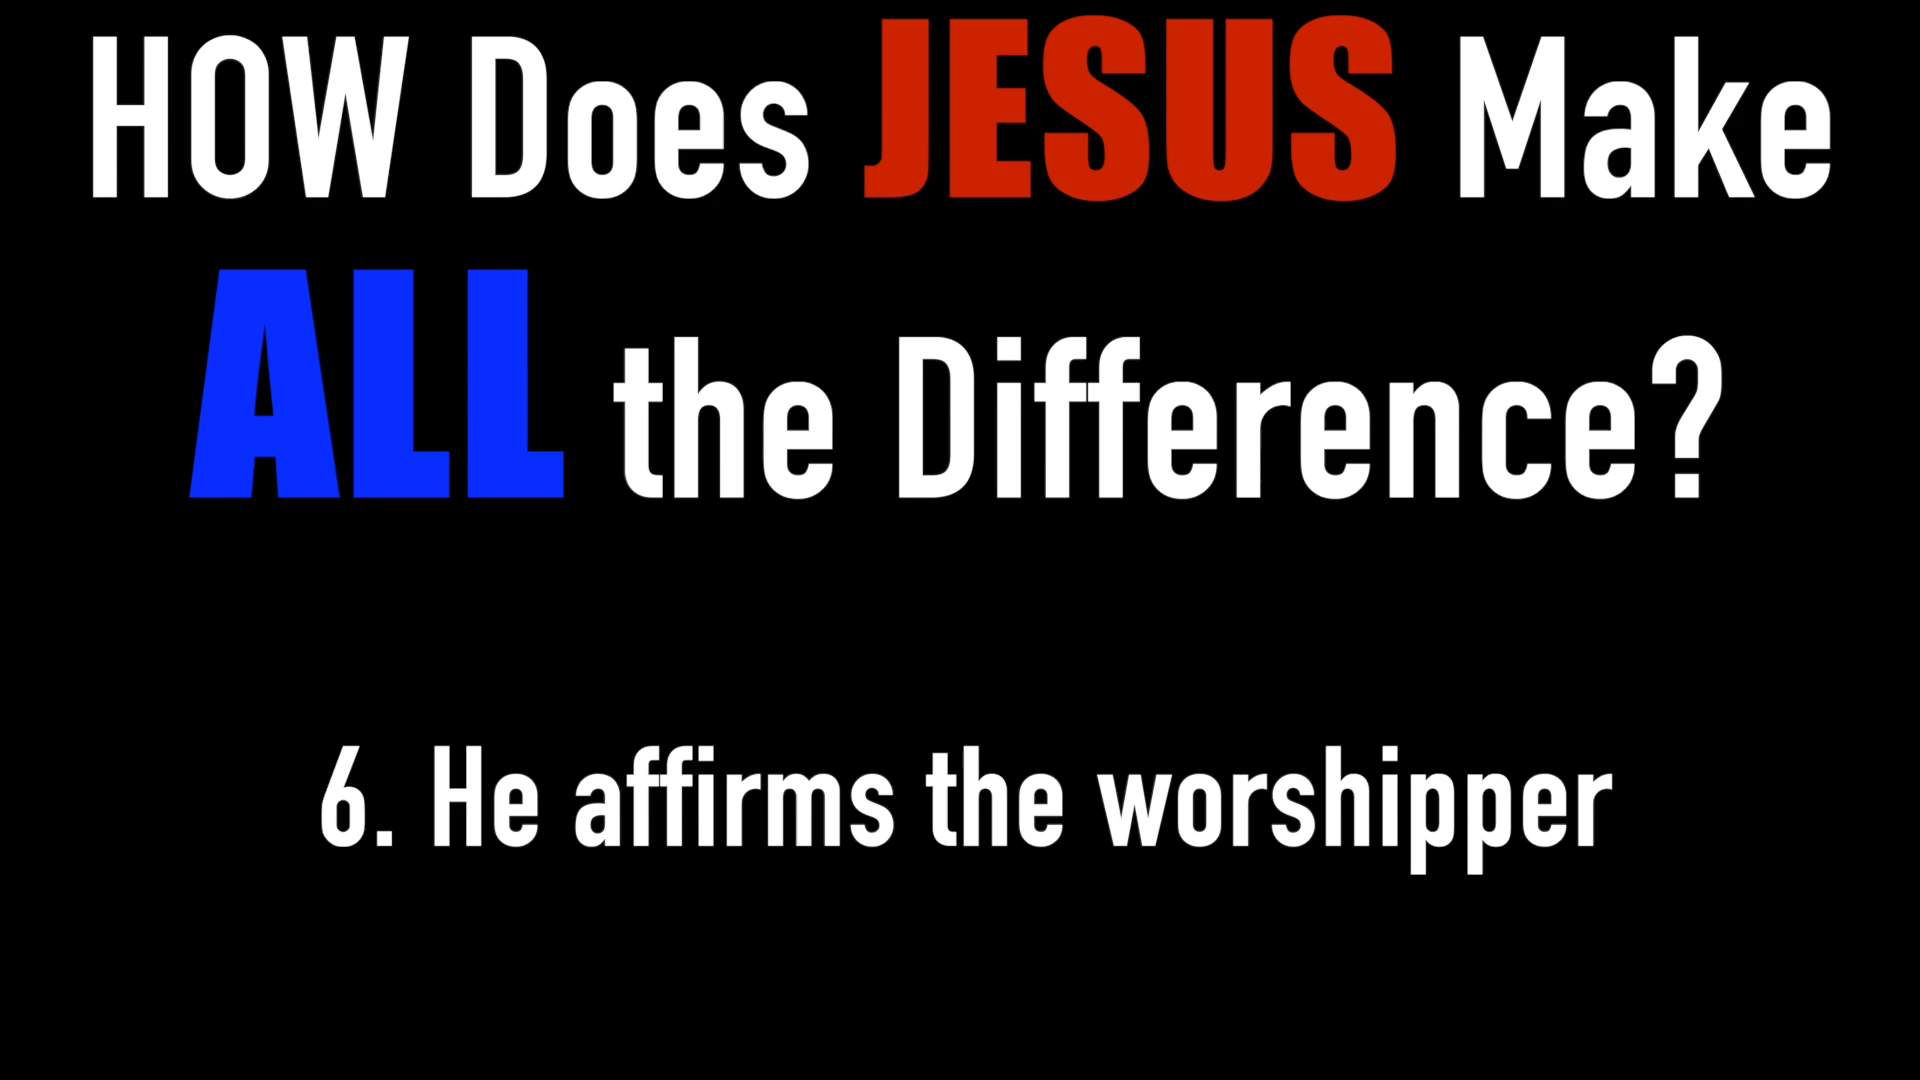 HOW Does JESUS Make
ALL the Difference?
6. He affirms the worshipper